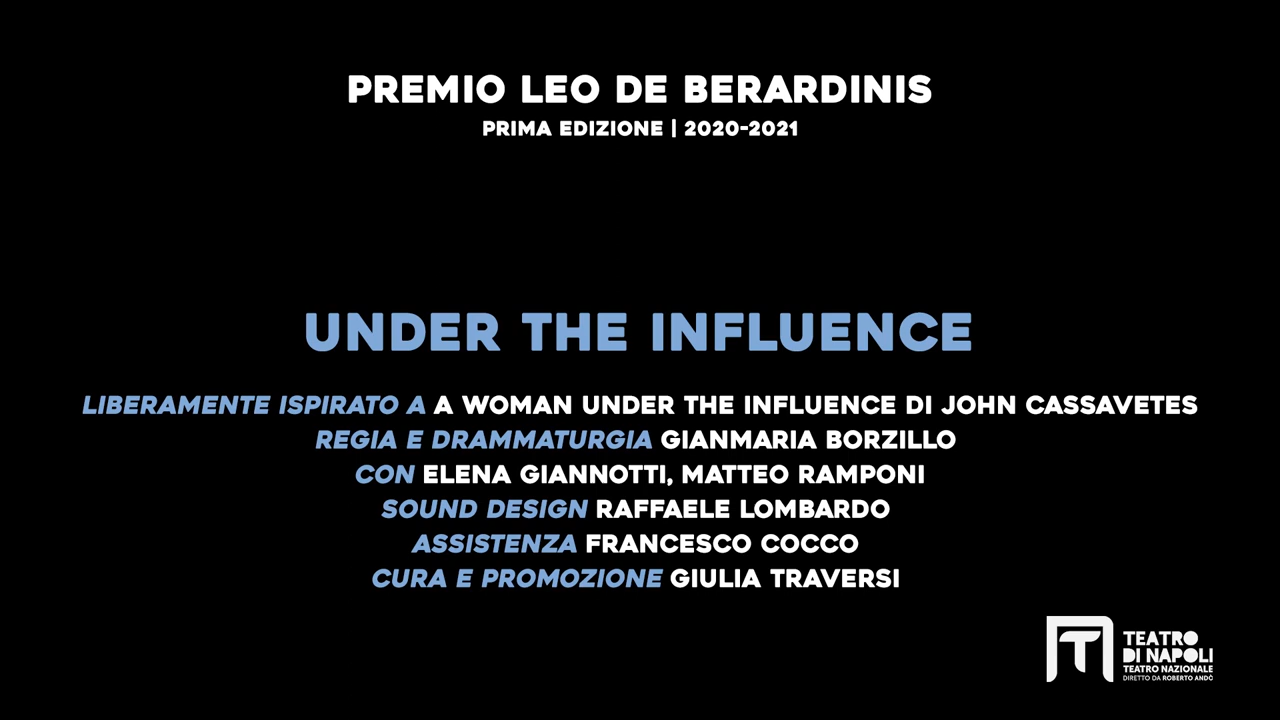 PREMIO LEO DE BERARDINIS
PRIMA EDIZIONE | 2020-2021
UNDER THE INFLUENCE
LIBERAMENTE ISPIRATO A A WOMAN UNDER THE INFLUENCE DI JOHN CASSAVETES
REGIA E DRAMMATURGIA GIANMARIA BORZILLO
CON ELENA GIANNOTTI, MATTEO RAMPONI
SOUND DESIGN RAFFAELE LOMBARDO
ASSISTENZA FRANCESCO COCCO
CURA E PROMOZIONE GIULIA TRAVERSI
TEATRO
DI NAPOLI
TEATRO NAZIONALE
DIRETTO DA ROBERTO ANDÒ